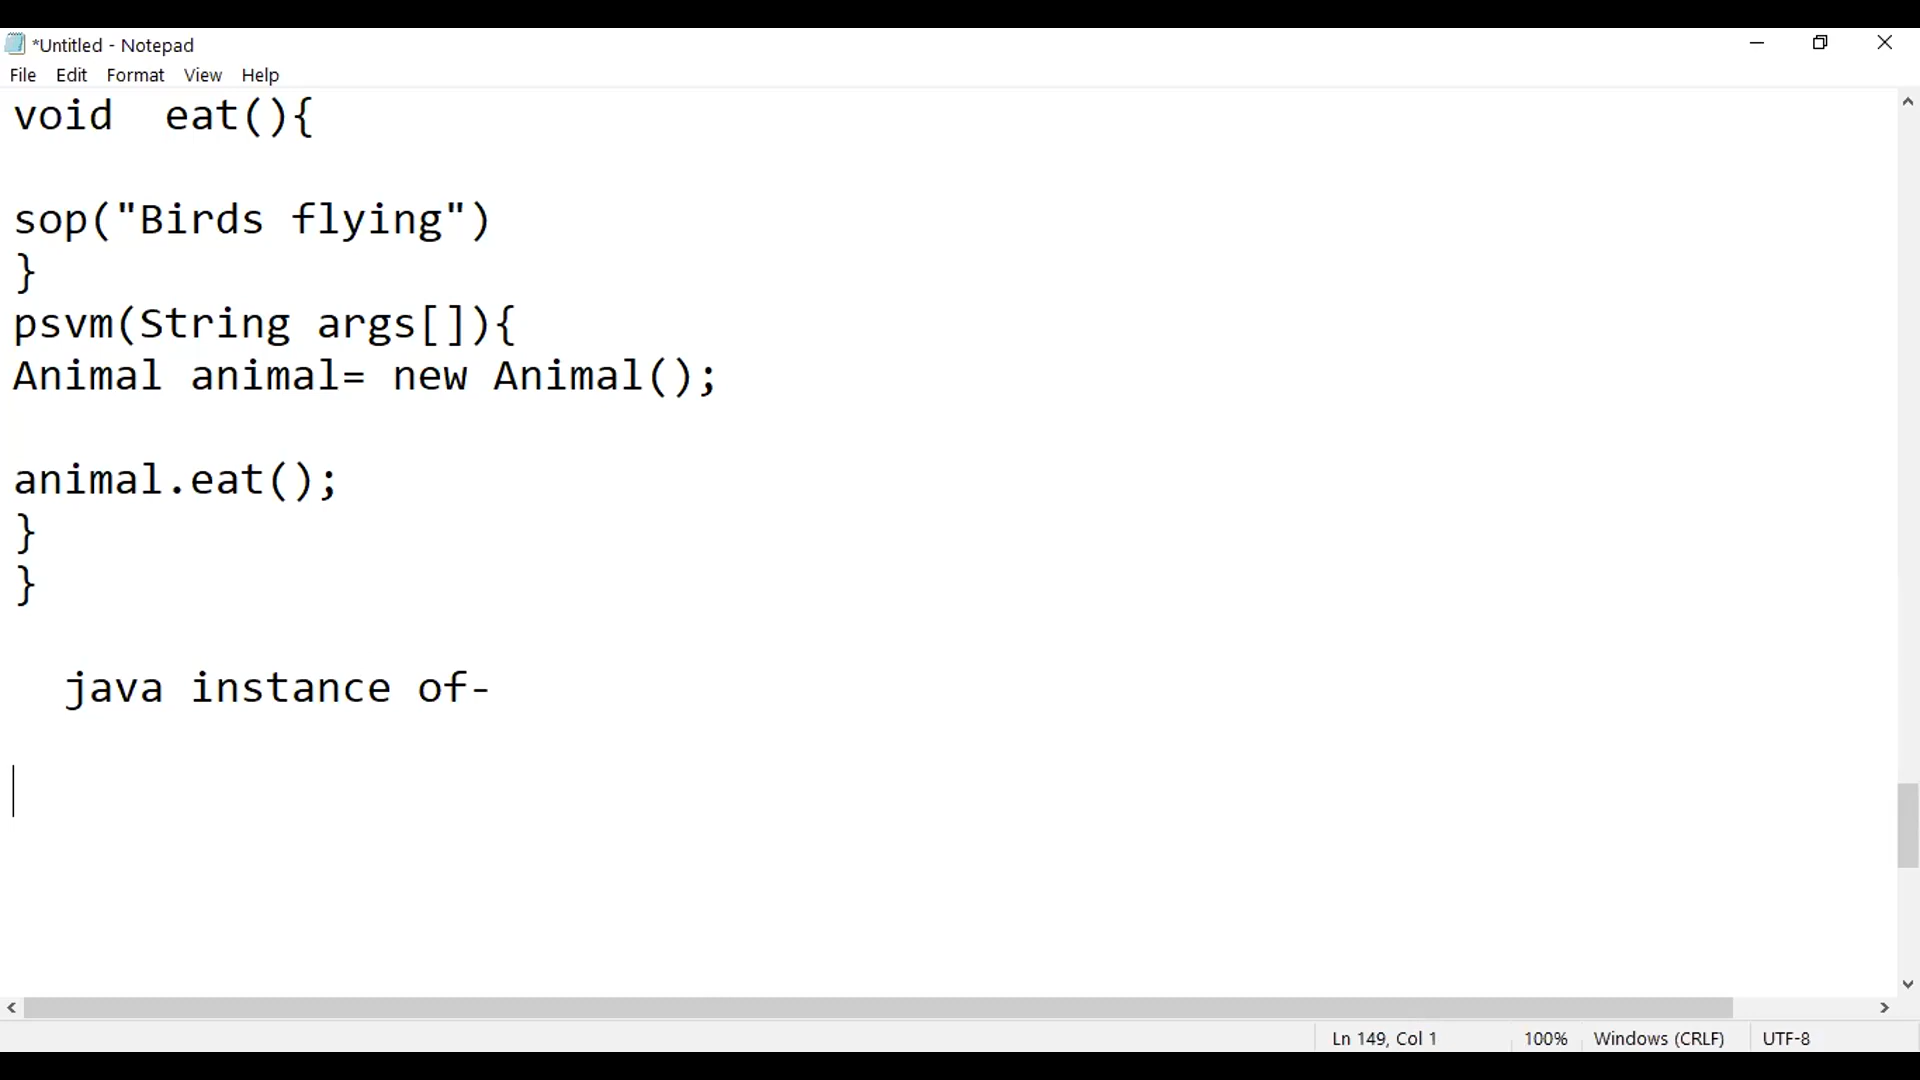 *Untitled - Notepad
File Edit Format View Help
void  eat(){
sop("Birds flying")
}
psvm(String args[]){
Animal animal= new Animal();
animal.eat();
}
}
java instance of-
Ln 149, Col 1 100% Windows (CRLF) UTF-8